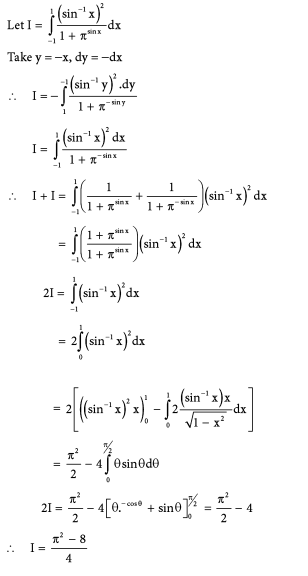 Let I = ∫_{-1}^{1} (sin⁻¹ x)² / (1 + π^{sin x}) dx
Take y = −x, dy = −dx
∴ I = −∫_{1}^{−1} (sin⁻¹ y)² .dy / (1 + π^{− sin y})
I = ∫_{−1}^{1} (sin⁻¹ x)² dx / (1 + π^{− sin x})
∴ I + I = ∫_{−1}^{1} (1 / (1 + π^{sin x}) + 1 / (1 + π^{− sin x})) (sin⁻¹ x)² dx
= ∫_{−1}^{1} ((1 + π^{sin x}) / (1 + π^{sin x})) (sin⁻¹ x)² dx
2I = ∫_{−1}^{1} (sin⁻¹ x)² dx
= 2∫_{0}^{1} (sin⁻¹ x)² dx
= 2[((sin⁻¹ x)² x)_{0}^{1} − ∫_{0}^{1} 2 (sin⁻¹ x)x / √(1 − x²) dx]
= π²/2 − 4∫_{0}^{π/2} θ sin θ dθ
2I = π²/2 − 4[θ.^{− cos θ} + sin θ]_{0}^{π/2} = π²/2 − 4
∴ I = (π² − 8)/4